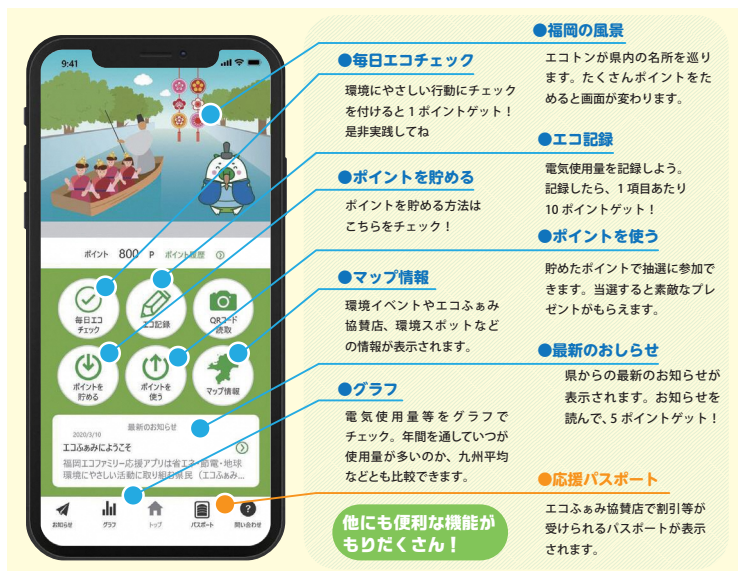 9:41
ポイント 800 P ポイント履歴
毎日エコ
チェック
エコ記録
QRコード
読取
ポイントを
貯める
ポイントを
使う
マップ情報
最新のお知らせ
2020/3/10
エコふぁみにようこそ
福岡エコファミリー応援アプリは省エネ・節電・地球
環境にやさしい活動に取り組む県民（エコふぁみ...
お知らせ
グラフ
トップ
パスポート
問い合わせ
●毎日エコチェック
環境にやさしい行動にチェック
を付けると1ポイントゲット！
是非実践してね
●ポイントを貯める
ポイントを貯める方法は
こちらをチェック！
●マップ情報
環境イベントやエコふぁみ
協賛店、環境スポットなど
の情報が表示されます。
●グラフ
電気使用量等をグラフで
チェック。年間を通していつが
使用量が多いのか、九州平均
などとも比較できます。
他にも便利な機能が
もりだくさん！
●福岡の風景
エコトンが県内の名所を巡り
ます。たくさんポイントをた
めると画面が変わります。
●エコ記録
電気使用量を記録しよう。
記録したら、1項目あたり
10ポイントゲット！
●ポイントを使う
貯めたポイントで抽選に参加で
きます。当選すると素敵なプレ
ゼントがもらえます。
●最新のおしらせ
県からの最新のお知らせが
表示されます。お知らせを
読んで、5ポイントゲット！
●応援パスポート
エコふぁみ協賛店で割引等が
受けられるパスポートが表示
されます。